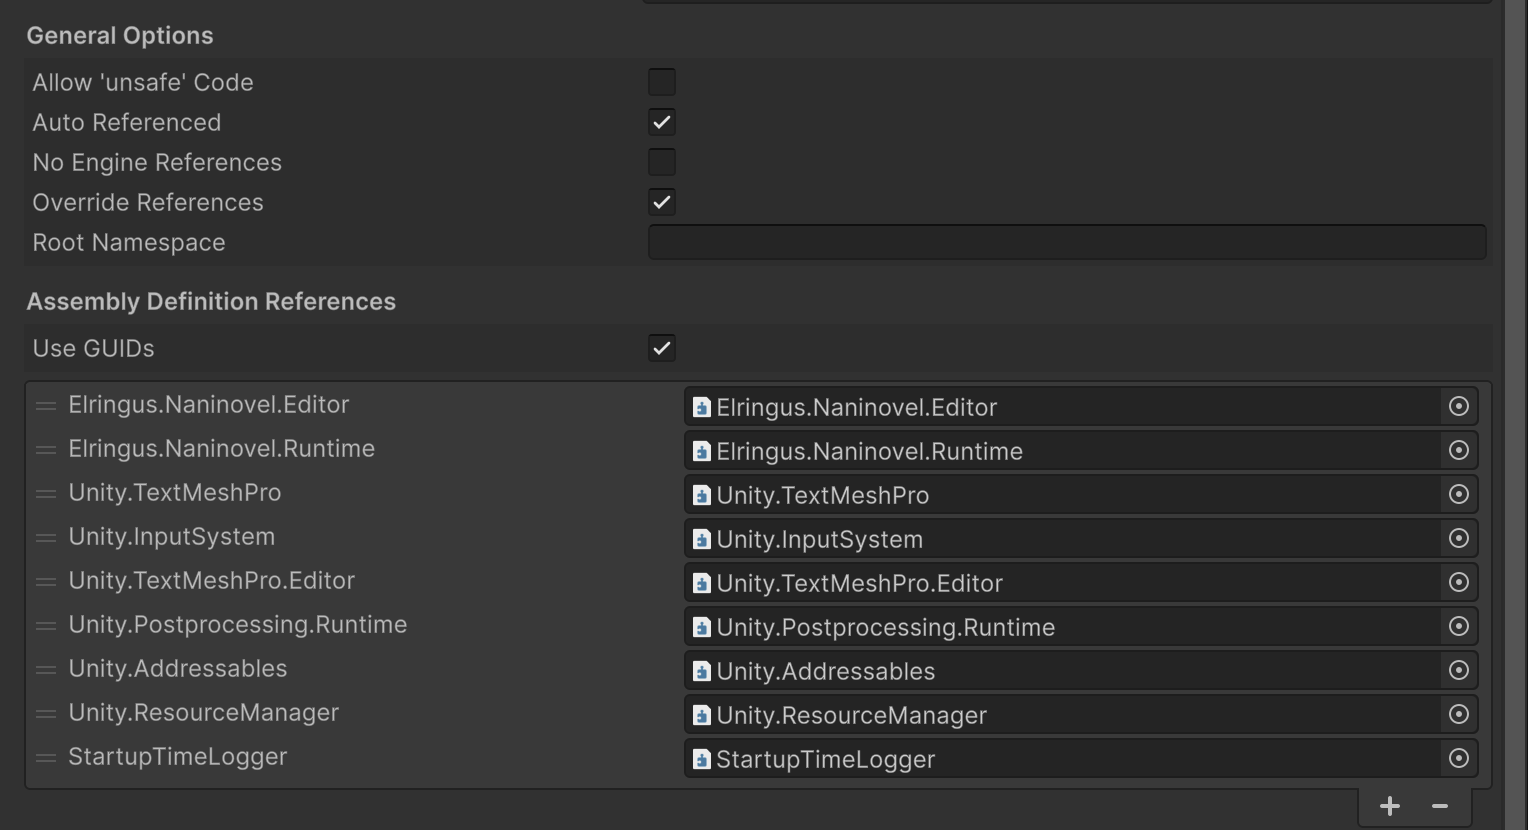 General Options
Allow 'unsafe' Code
Auto Referenced
No Engine References
Override References
Root Namespace
Assembly Definition References
Use GUIDs
Elringus.Naninovel.Editor Elringus.Naninovel.Editor
Elringus.Naninovel.Runtime Elringus.Naninovel.Runtime
Unity.TextMeshPro Unity.TextMeshPro
Unity.InputSystem Unity.InputSystem
Unity.TextMeshPro.Editor Unity.TextMeshPro.Editor
Unity.Postprocessing.Runtime Unity.Postprocessing.Runtime
Unity.Addressables Unity.Addressables
Unity.ResourceManager Unity.ResourceManager
StartupTimeLogger StartupTimeLogger